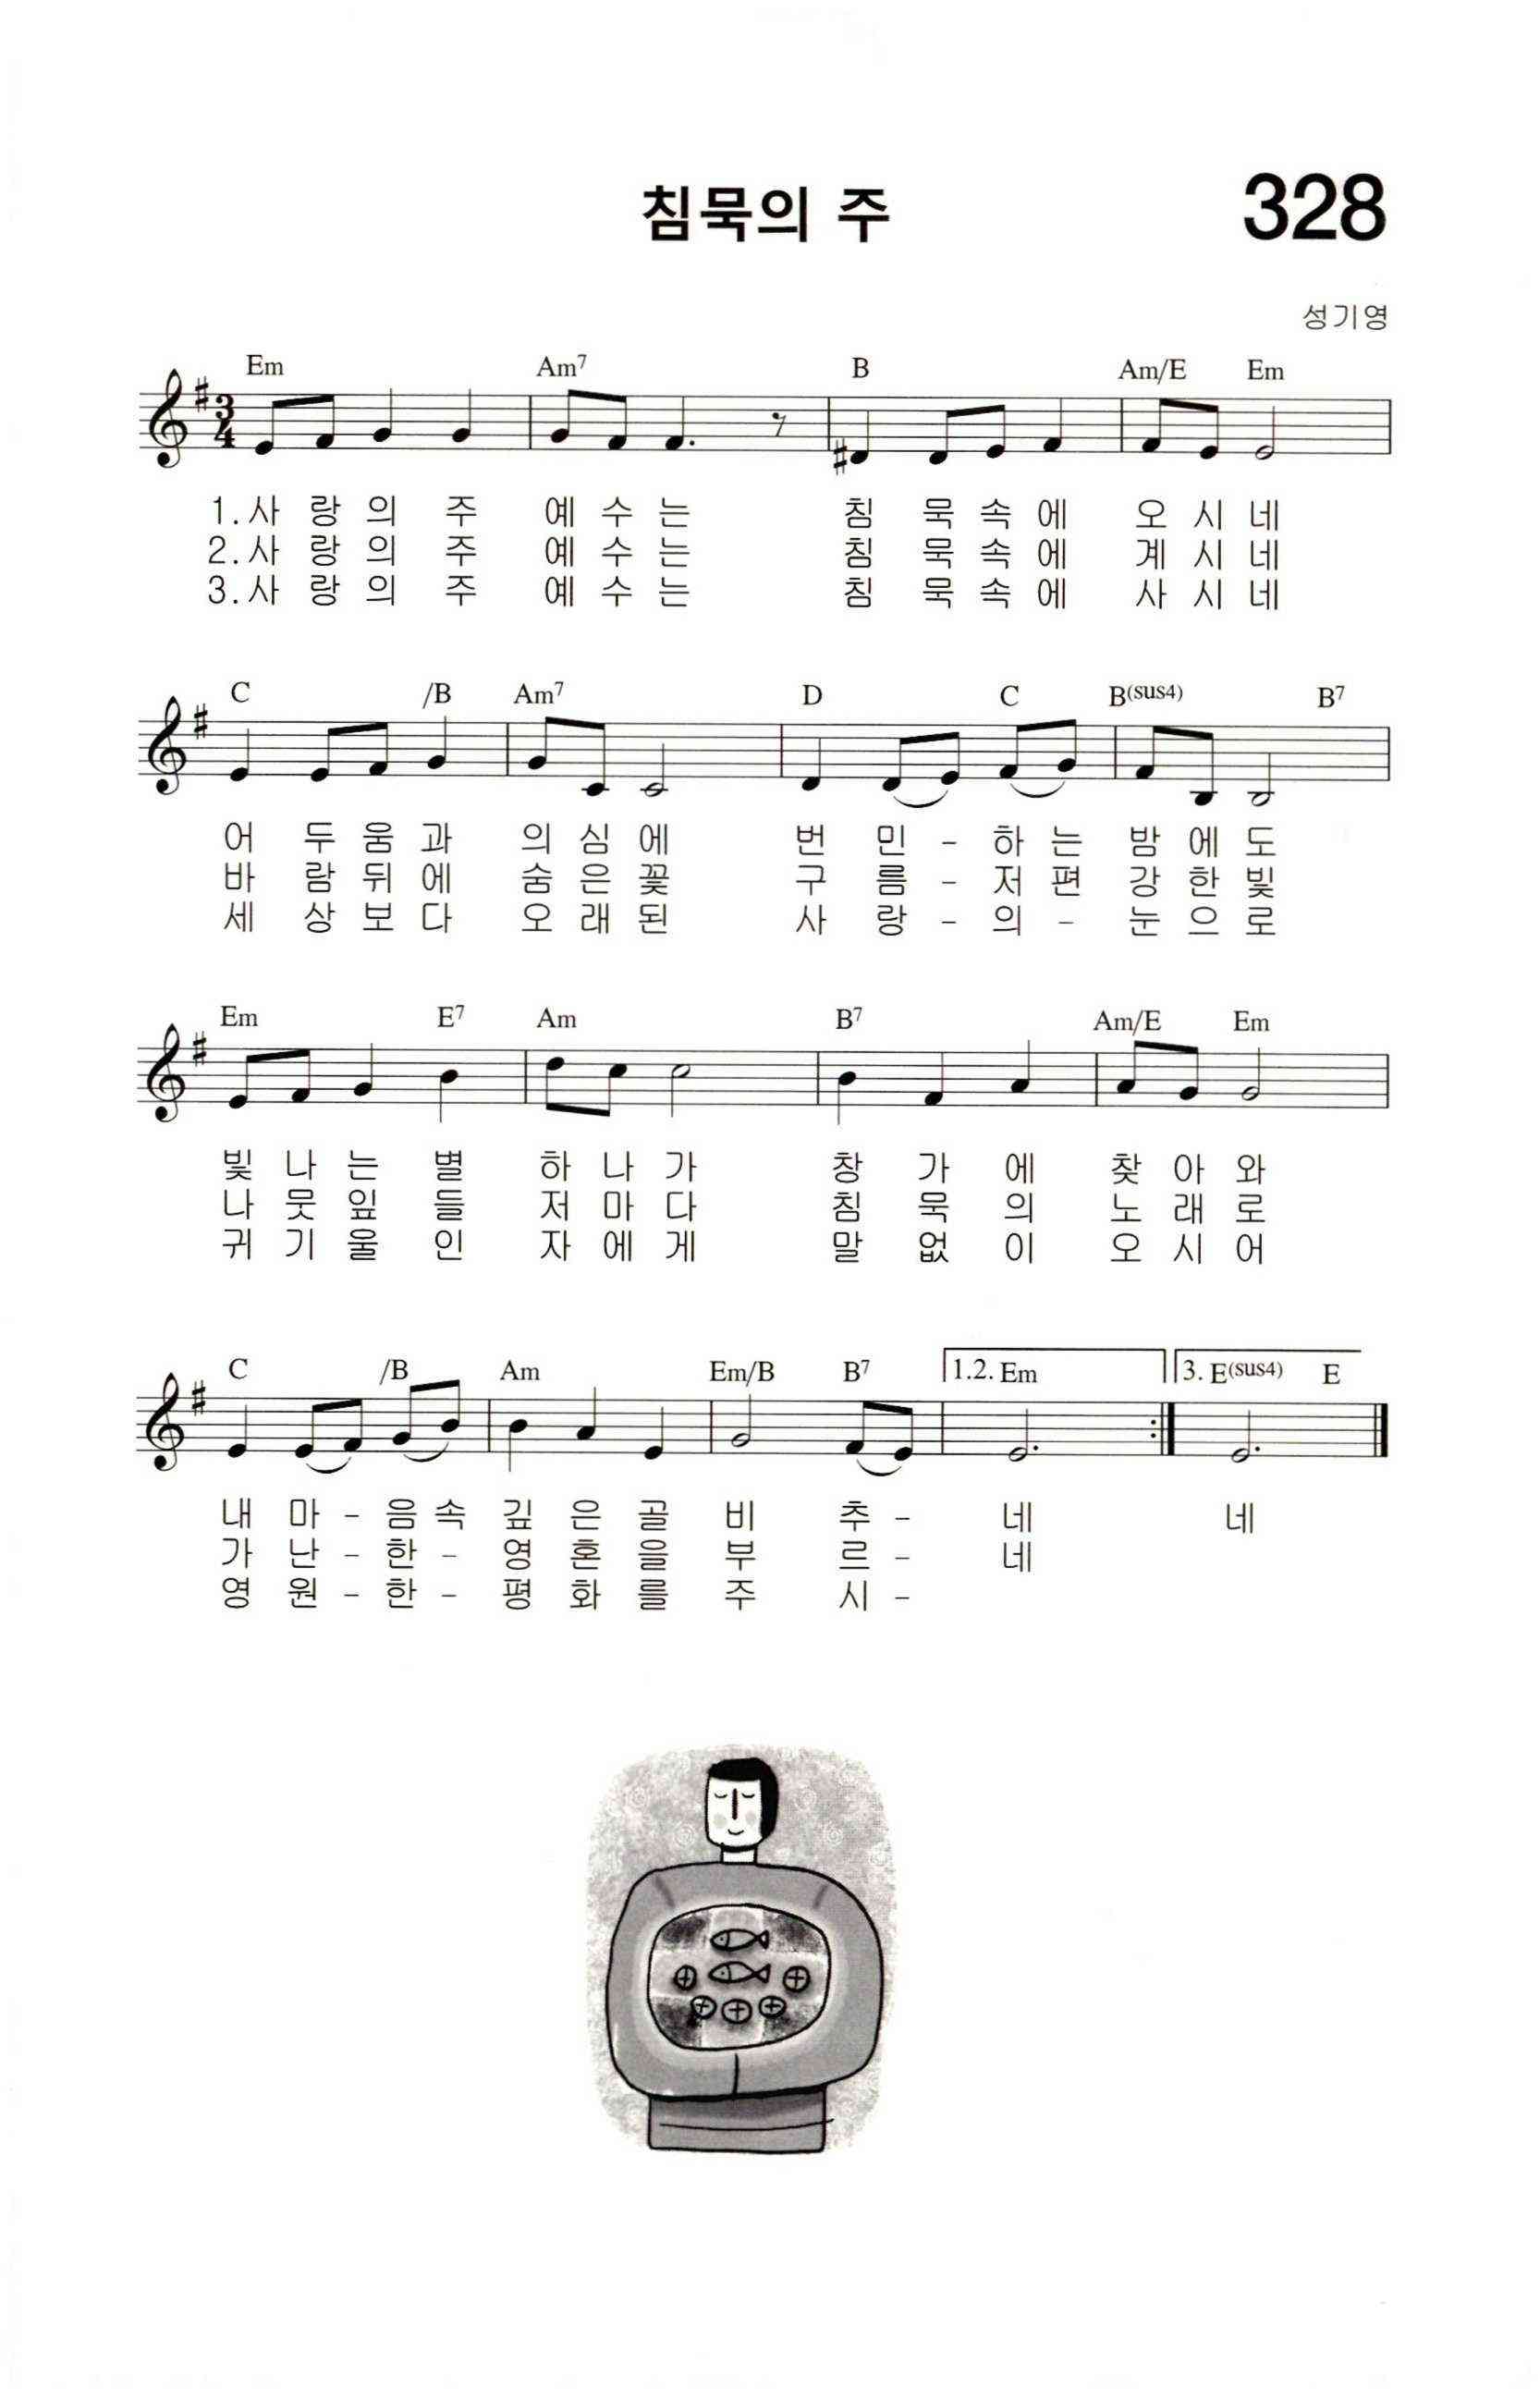 침묵의 주
328
성기영
Em Am7 B Am/E Em
3/4
1.사 랑 의 주 예 수 는 침 묵 속 에 오 시 네
2.사 랑 의 주 예 수 는 침 묵 속 에 계 시 네
3.사 랑 의 주 예 수 는 침 묵 속 에 사 시 네
C /B Am7 D C B(sus4) B7
어 두 움 과 의 심 에 번 민 - 하 는 밤 에 도
바 람 뒤 에 숨 은 꽃 구 름 - 저 편 강 한 빛
세 상 보 다 오 래 된 사 랑 - 의 - 눈 으 로
Em E7 Am B7 Am/E Em
빛 나 는 별 하 나 가 창 가 에 찾 아 와
나 뭇 잎 들 저 마 다 침 묵 의 노 래 로
귀 기 울 인 자 에 게 말 없 이 오 시 어
C /B Am Em/B B7 1.2. Em 3. E(sus4) E
내 마 - 음 속 깊 은 골 비 추 - 네 네
가 난 - 한 - 영 혼 을 부 르 - 네
영 원 - 한 - 평 화 를 주 시 -